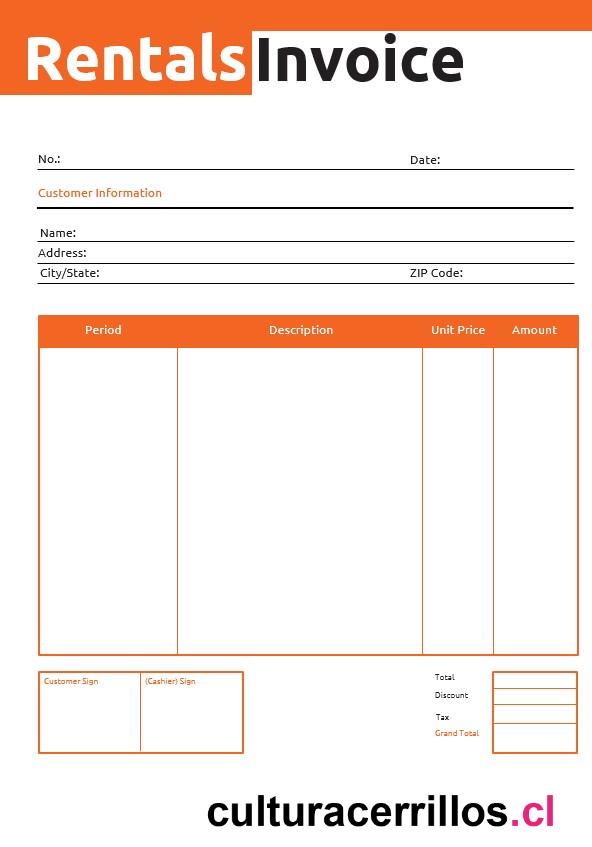 Rentals Invoice
No.: Date:
Customer Information
Name:
Address:
City/State: ZIP Code:
Period Description Unit Price Amount
Customer Sign (Cashier) Sign Total
Discount
Tax
Grand Total
culturacerrillos.cl